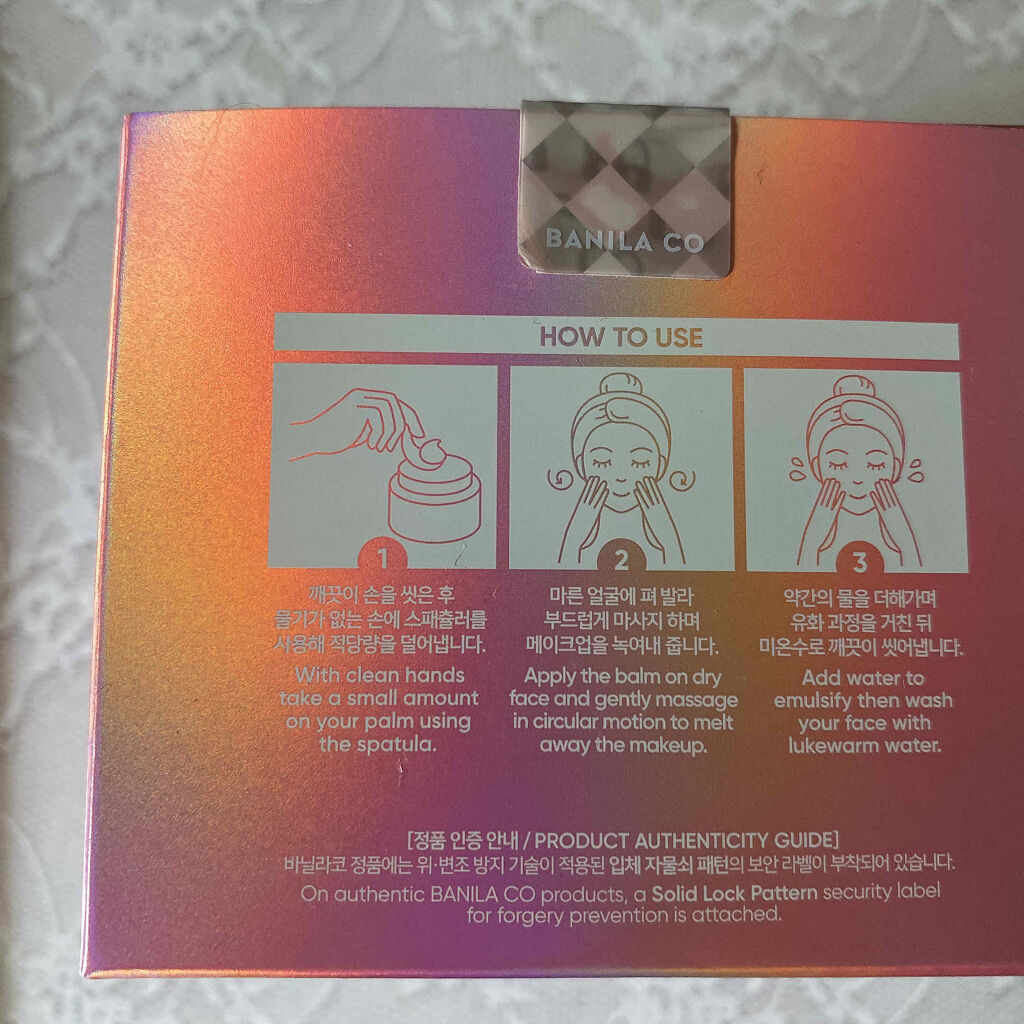 BANILA CO
HOW TO USE
1
깨끗이 손을 씻은 후
물기가 없는 손에 스패츌러를
사용해 적당량을 덜어냅니다.
With clean hands
take a small amount
on your palm using
the spatula.
2
마른 얼굴에 펴 발라
부드럽게 마사지 하며
메이크업을 녹여내 줍니다.
Apply the balm on dry
face and gently massage
in circular motion to melt
away the makeup.
3
약간의 물을 더해가며
유화 과정을 거친 뒤
미온수로 깨끗이 씻어냅니다.
Add water to
emulsify then wash
your face with
lukewarm water.
[정품 인증 안내 / PRODUCT AUTHENTICITY GUIDE]
바닐라코 정품에는 위·변조 방지 기술이 적용된 입체 자물쇠 패턴의 보안 라벨이 부착되어 있습니다.
On authentic BANILA CO products, a Solid Lock Pattern security label
for forgery prevention is attached.